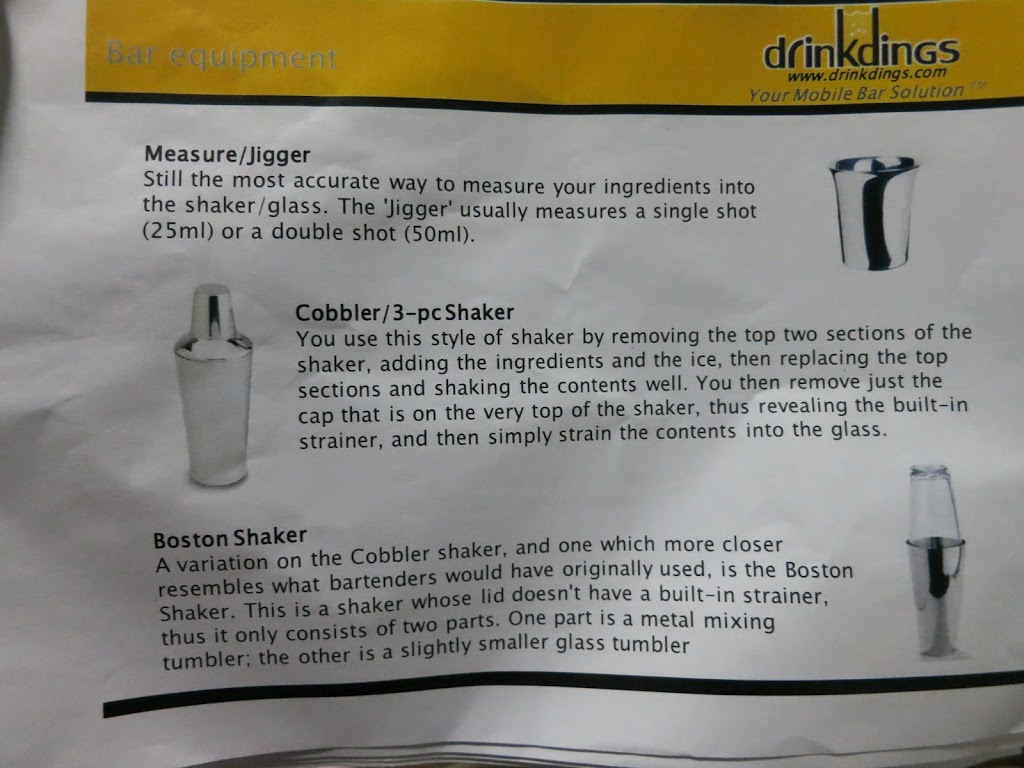 Bar equipment
drinkdings
www.drinkdings.com
Your Mobile Bar Solution ™
Measure/Jigger
Still the most accurate way to measure your ingredients into
the shaker/glass. The 'Jigger' usually measures a single shot
(25ml) or a double shot (50ml).
Cobbler/3-pc Shaker
You use this style of shaker by removing the top two sections of the
shaker, adding the ingredients and the ice, then replacing the top
sections and shaking the contents well. You then remove just the
cap that is on the very top of the shaker, thus revealing the built-in
strainer, and then simply strain the contents into the glass.
Boston Shaker
A variation on the Cobbler shaker, and one which more closer
resembles what bartenders would have originally used, is the Boston
Shaker. This is a shaker whose lid doesn't have a built-in strainer,
thus it only consists of two parts. One part is a metal mixing
tumbler; the other is a slightly smaller glass tumbler